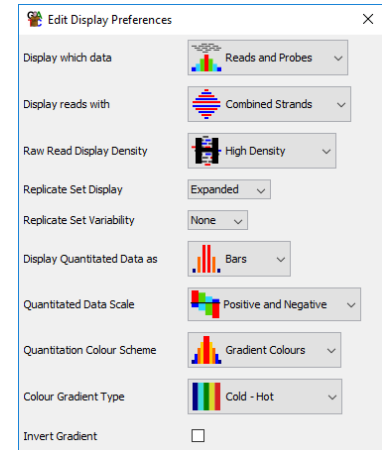 Edit Display Preferences
Display which data Reads and Probes
Display reads with Combined Strands
Raw Read Display Density High Density
Replicate Set Display Expanded
Replicate Set Variability None
Display Quantitated Data as Bars
Quantitated Data Scale Positive and Negative
Quantitation Colour Scheme Gradient Colours
Colour Gradient Type Cold - Hot
Invert Gradient